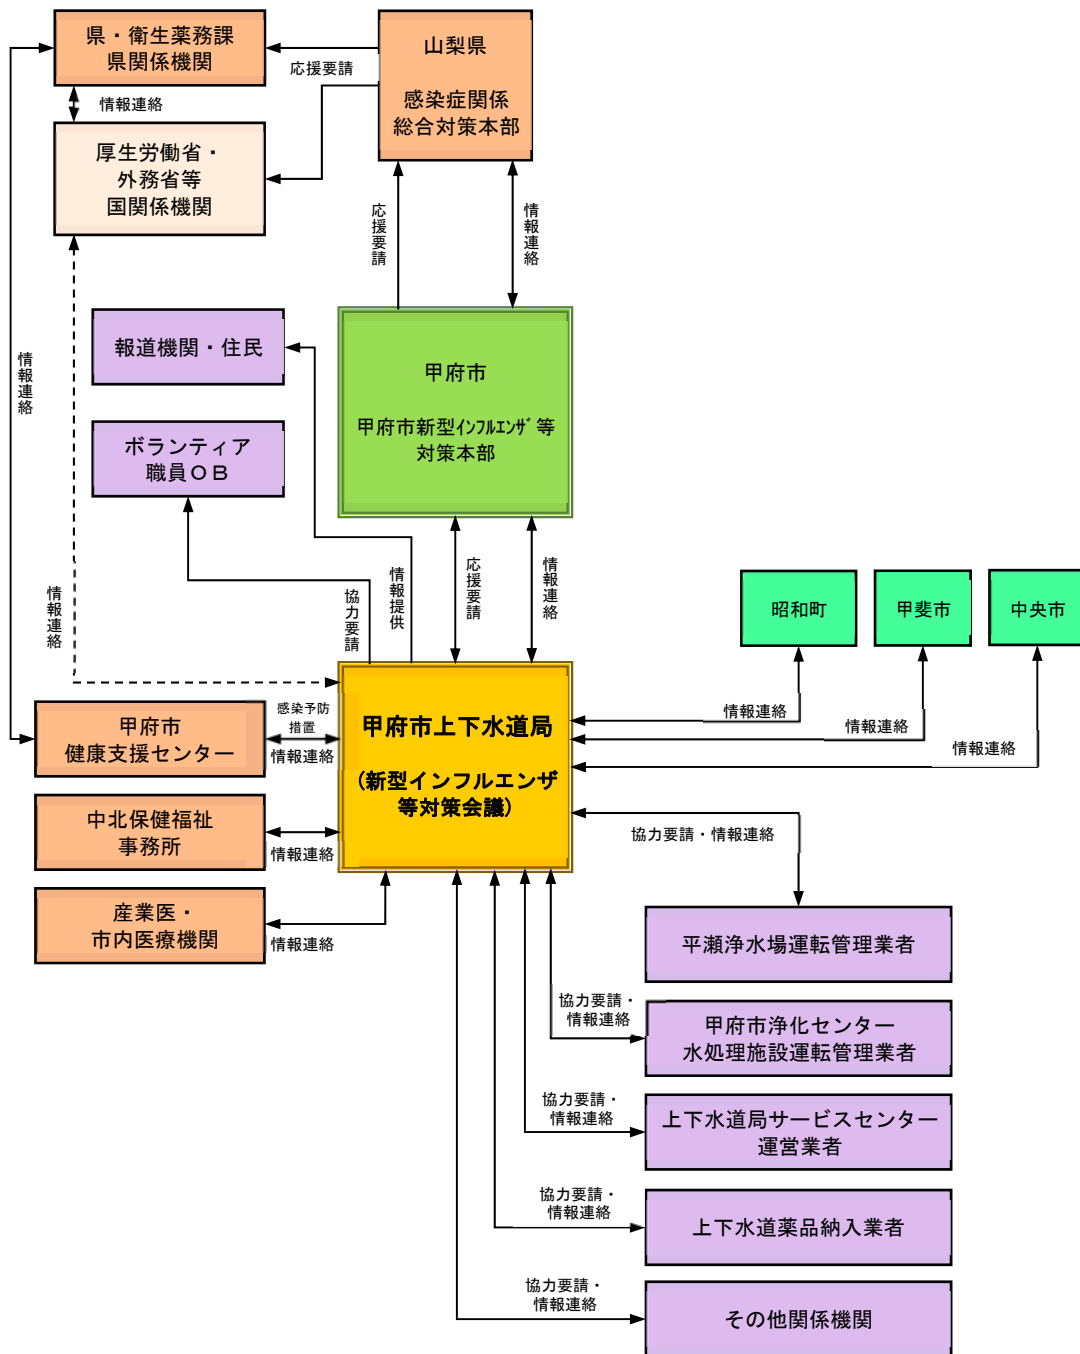 県・衛生薬務課
県関係機関
山梨県
感染症関係
総合対策本部
応援要請
情報連絡
厚生労働省・
外務省等
国関係機関
応援要請
情報連絡
報道機関・住民
情報連絡
甲府市
甲府市新型インフルエンザ等
対策本部
ボランティア
職員OB
応援要請
情報連絡
情報提供
協力要請
情報連絡
昭和町
甲斐市
中央市
甲府市上下水道局
(新型インフルエンザ
等対策会議)
甲府市
健康支援センター
感染予防
措置
情報連絡
情報連絡
情報連絡
情報連絡
中北保健福祉
事務所
情報連絡
協力要請・情報連絡
産業医・
市内医療機関
情報連絡
平瀬浄水場運転管理業者
協力要請・
情報連絡
甲府市浄化センター
水処理施設運転管理業者
協力要請・
情報連絡
上下水道局サービスセンター
運営業者
協力要請・
情報連絡
上下水道薬品納入業者
協力要請・
情報連絡
その他関係機関